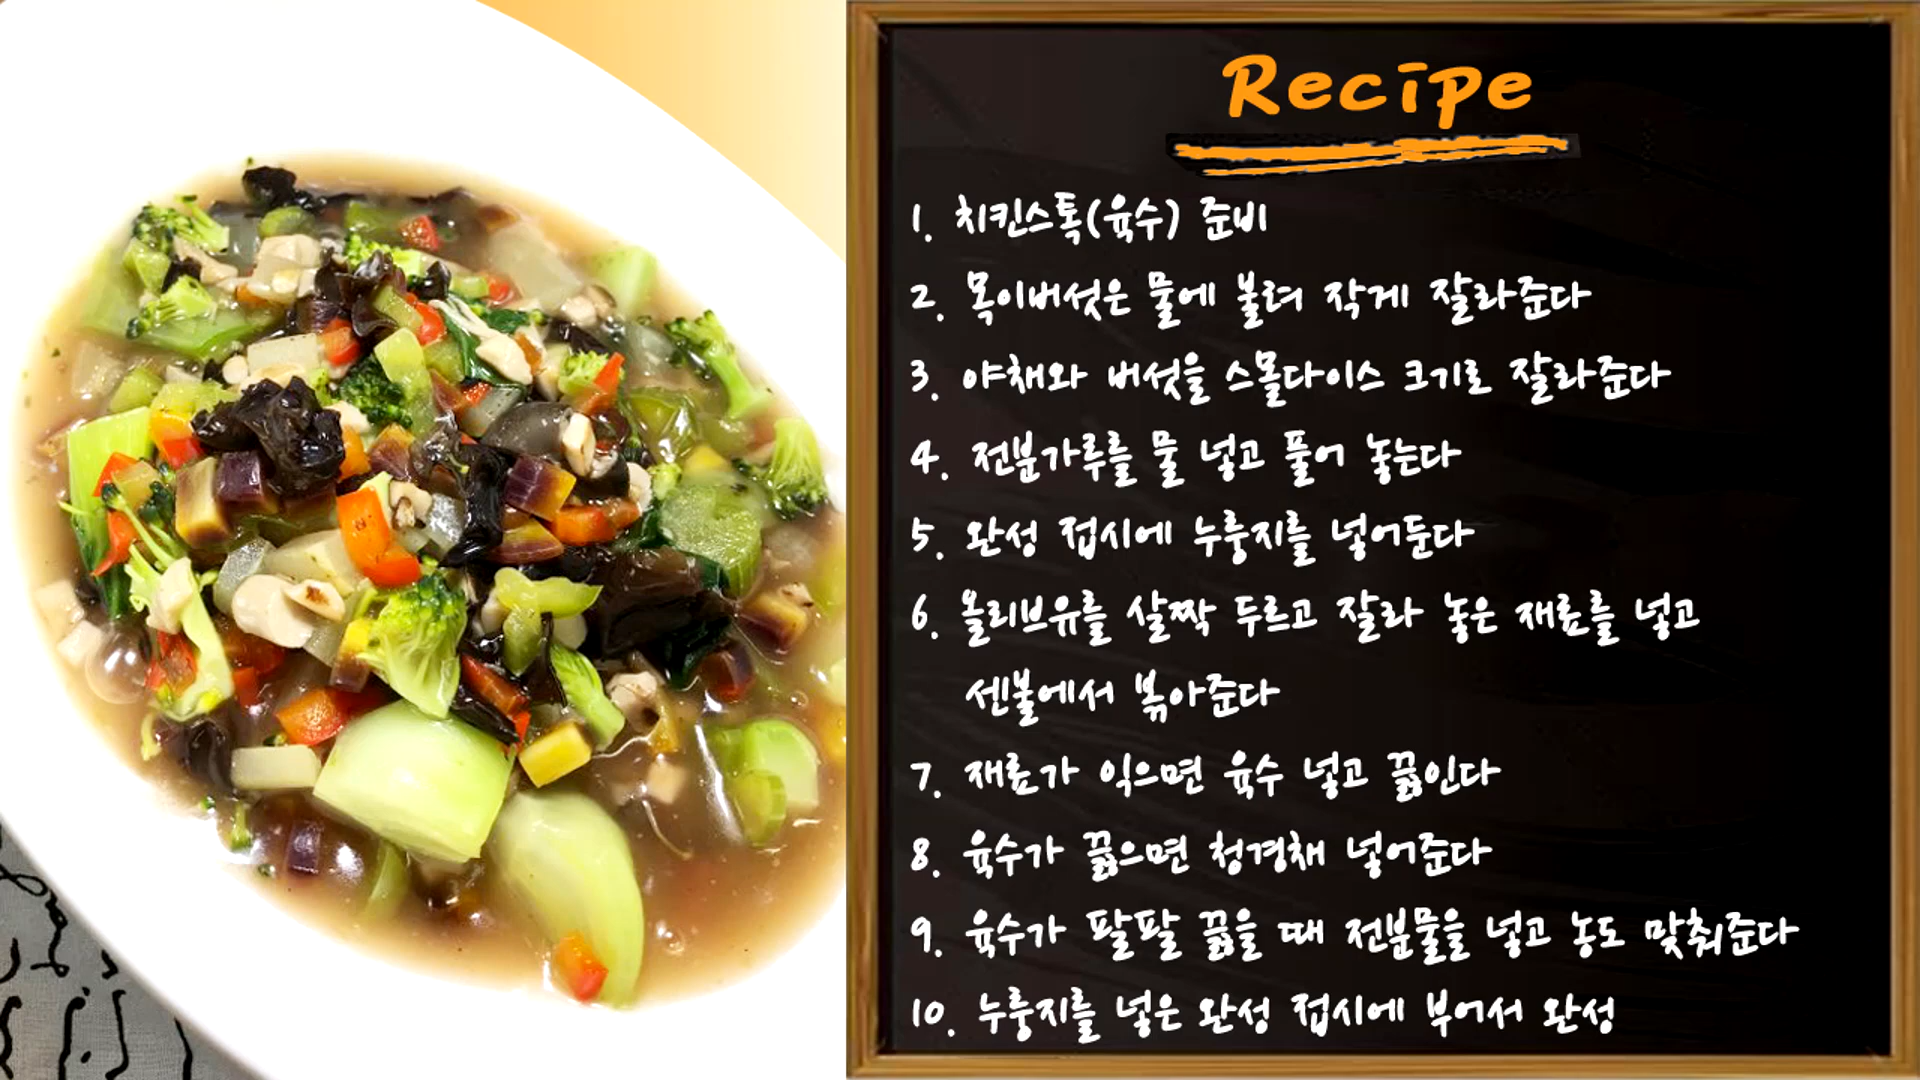 Recipe
1. 치킨스톡(육수) 준비
2. 목이버섯은 물에 불려 작게 잘라준다
3. 야채와 버섯을 스몰다이스 크기로 잘라준다
4. 전분가루를 물 넣고 풀어 놓는다
5. 완성 접시에 누룽지를 넣어둔다
6. 올리브유를 살짝 두르고 잘라 놓은 재료를 넣고
센불에서 볶아준다
7. 재료가 익으면 육수 넣고 끓인다
8. 육수가 끓으면 청경채 넣어준다
9. 육수가 팔팔 끓을 때 전분물을 넣고 농도 맞춰준다
10. 누룽지를 넣은 완성 접시에 부어서 완성